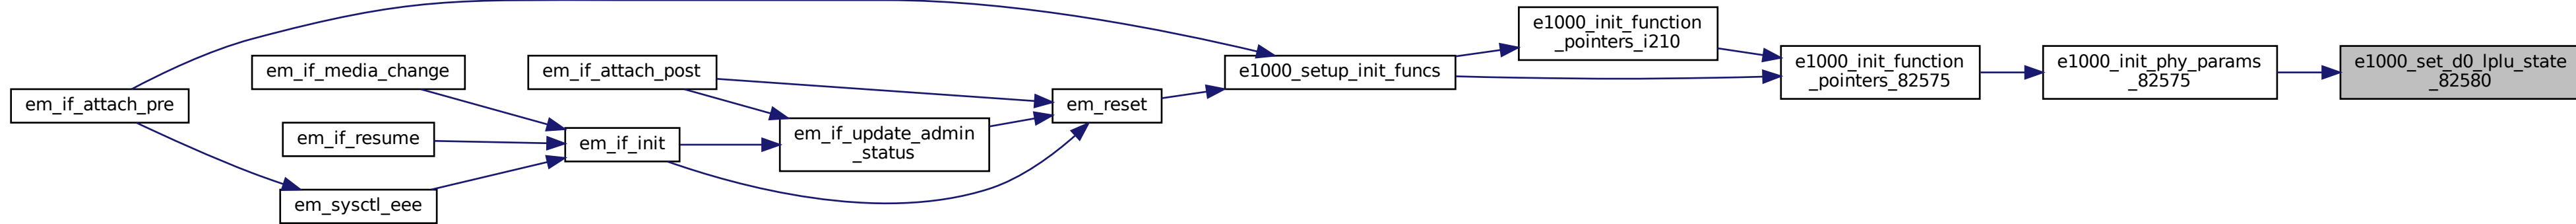 em_if_attach_pre
em_if_media_change
em_if_resume
em_sysctl_eee
em_if_attach_post
em_if_init
em_if_update_admin
_status
em_reset
e1000_setup_init_funcs
e1000_init_function
_pointers_i210
e1000_init_function
_pointers_82575
e1000_init_phy_params
_82575
e1000_set_d0_lplu_state
_82580